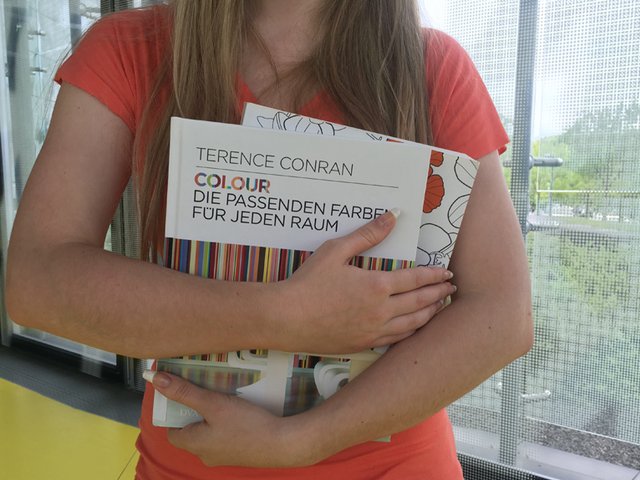 TERENCE CONRAN
COLOUR
DIE PASSENDEN FARBEN
FÜR JEDEN RAUM